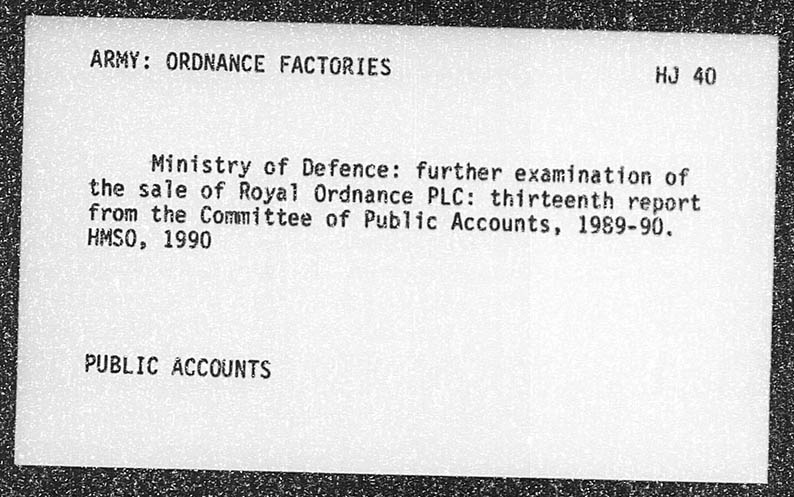 ARMY: ORDNANCE FACTORIES
HJ 40
Ministry of Defence: further examination of
the sale of Royal Ordnance PLC: thirteenth report
from the Committee of Public Accounts, 1989-90.
HMSO, 1990
PUBLIC ACCOUNTS